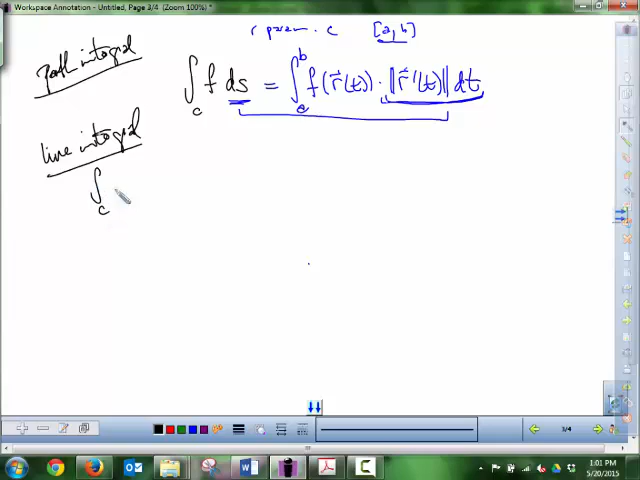 Workspace Annotation - Untitled, Page 3/4 (Zoom 100%) *
r param. c [a, b]
path integral
∫_c f ds = ∫_a^b f(r⃗(t)) · ‖r⃗'(t)‖ dt
line integral
∫_c
3/4
1:01 PM
5/20/2015